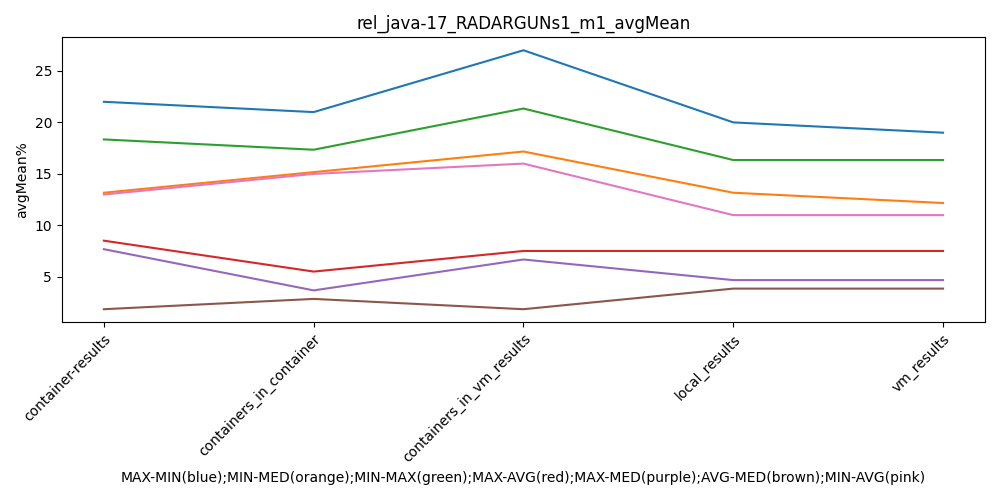 rel_java-17_RADARGUNs1_m1_avgMean
avgMean%
25
20
15
10
5
container-results
containers_in_container
containers_in_vm_results
local_results
vm_results
MAX-MIN(blue);MIN-MED(orange);MIN-MAX(green);MAX-AVG(red);MAX-MED(purple);AVG-MED(brown);MIN-AVG(pink)